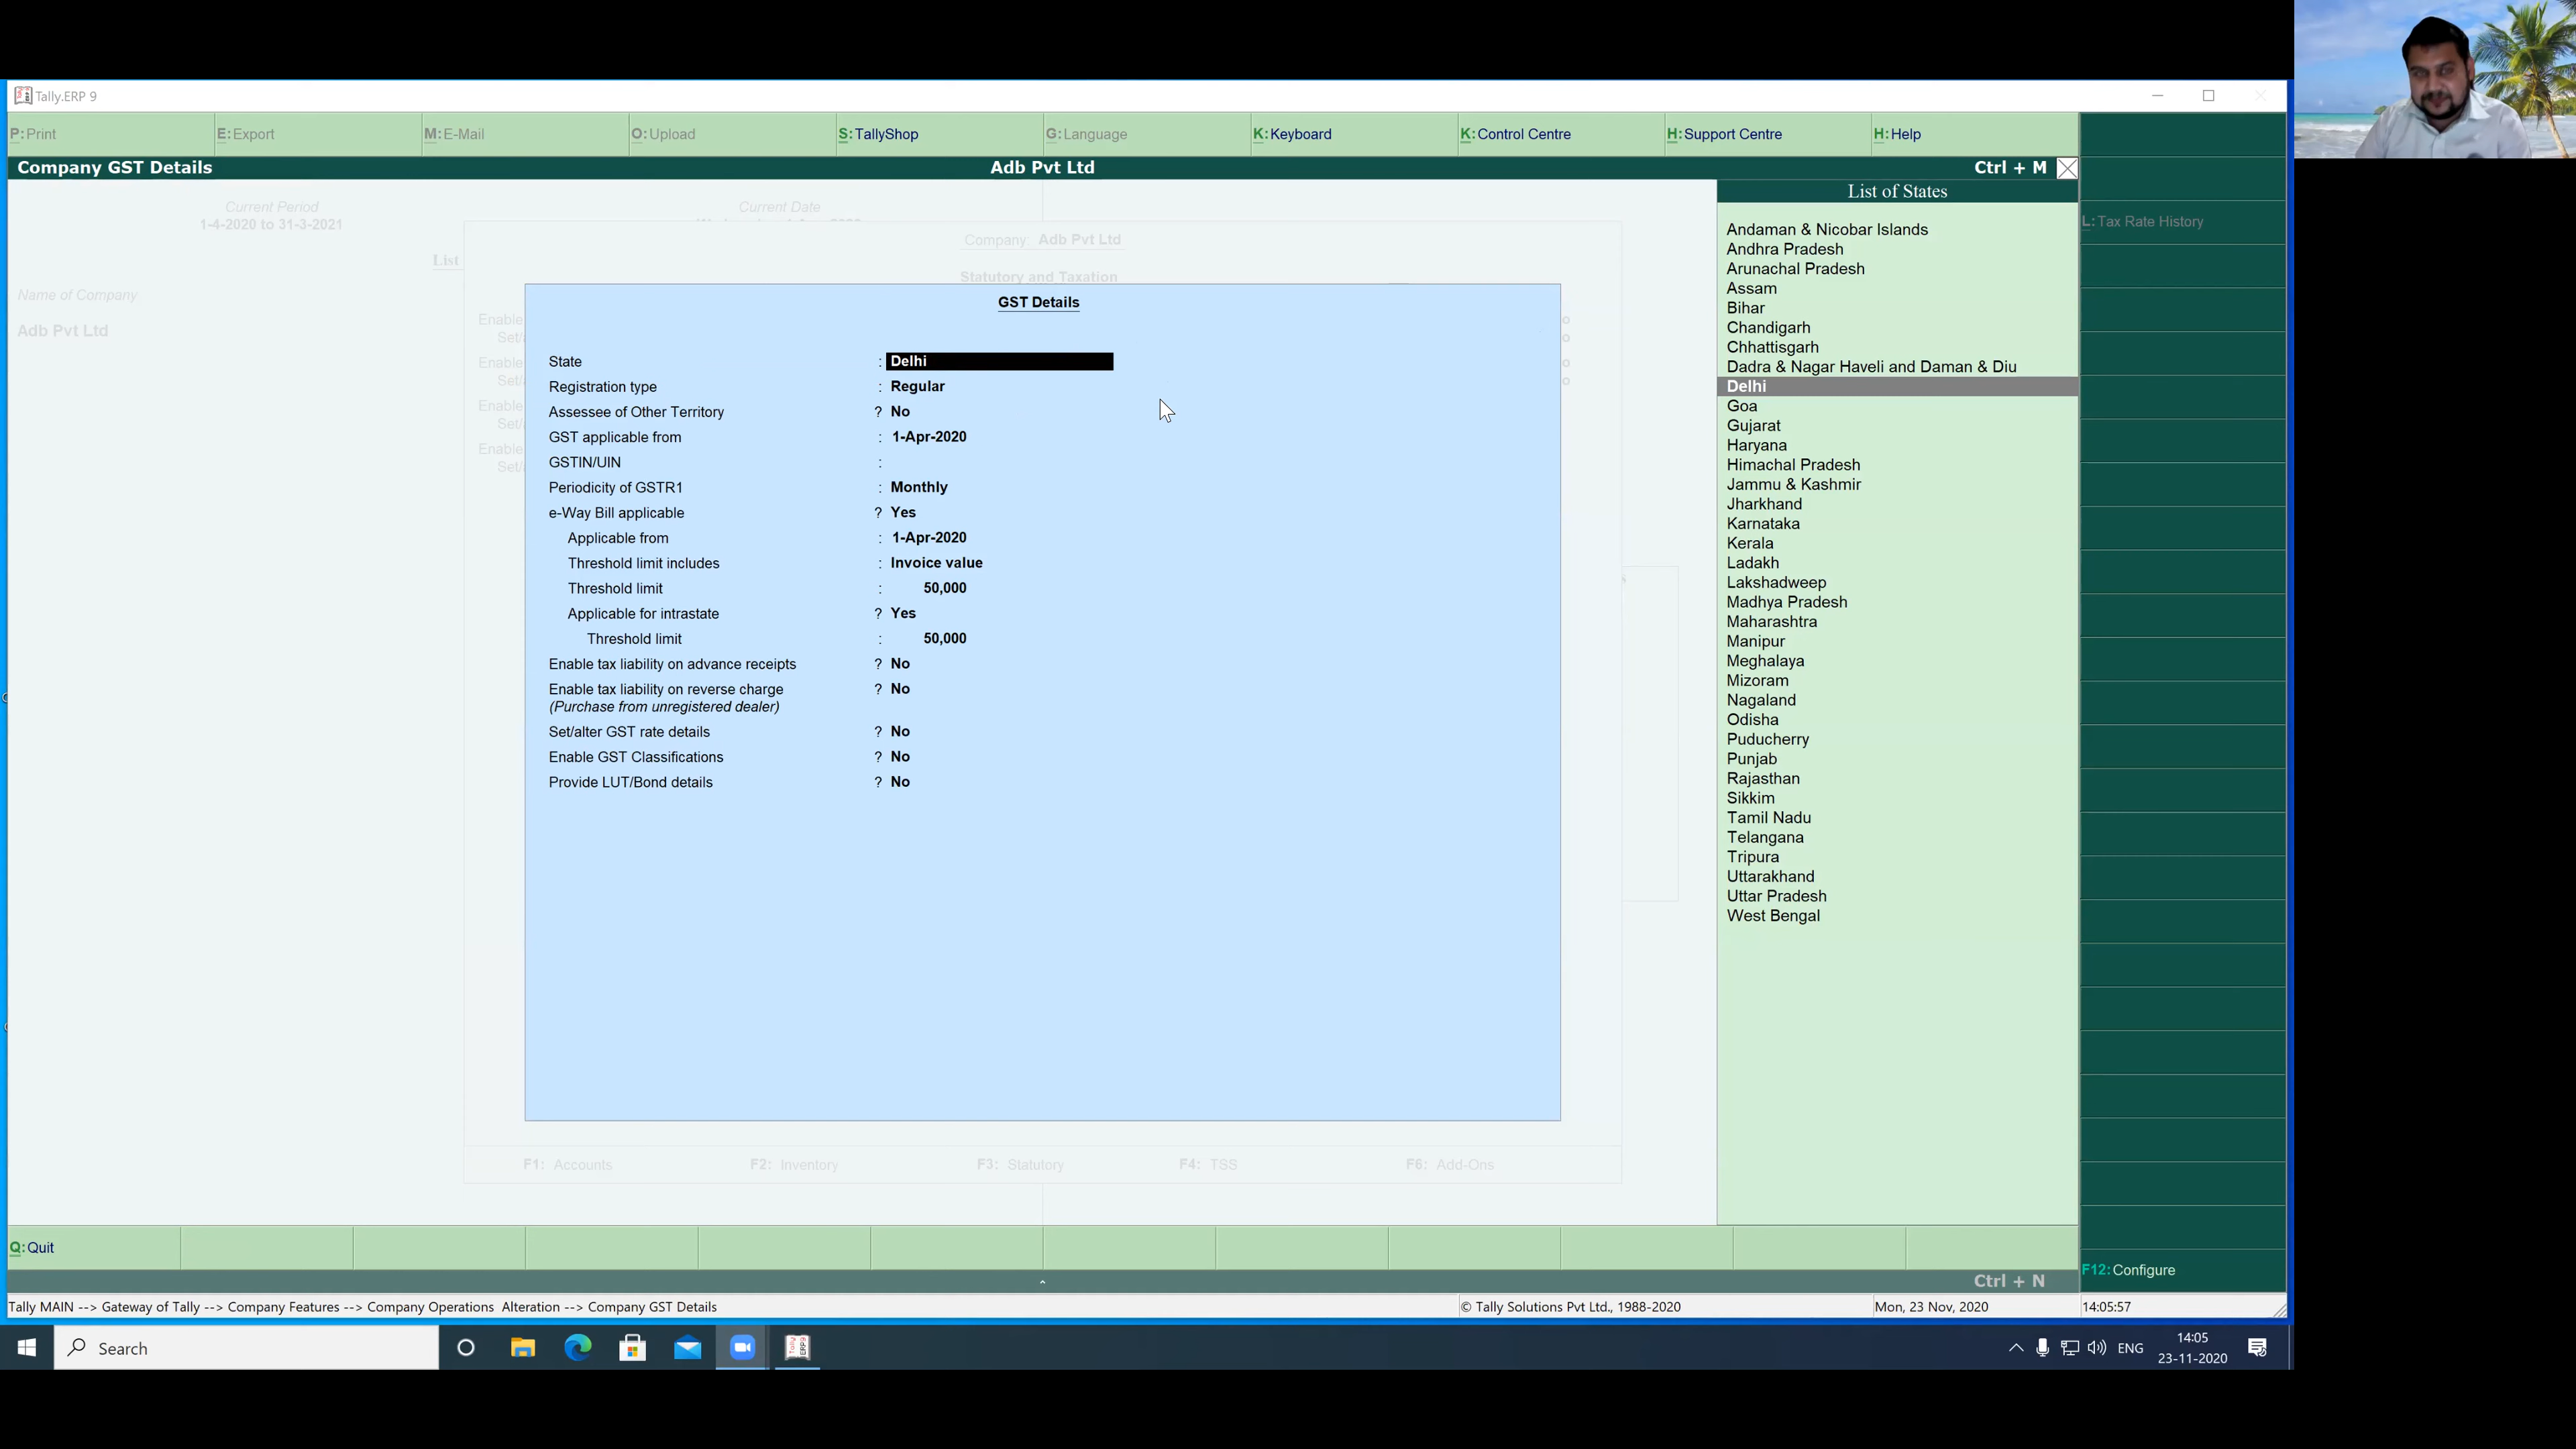 Tally.ERP 9
P: Print E: Export M: E-Mail O: Upload S: TallyShop G: Language K: Keyboard K: Control Centre H: Support Centre H: Help
Company GST Details Adb Pvt Ltd Ctrl + M
List of States
Current Period
1-4-2020 to 31-3-2021
Current Date
Company: Adb Pvt Ltd
List
Statutory and Taxation
Name of Company
Adb Pvt Ltd
Enable
Set/
Enable
Set/
Enable
Set/
Enable
Set/
GST Details
State : Delhi
Registration type : Regular
Assessee of Other Territory ? No
GST applicable from : 1-Apr-2020
GSTIN/UIN :
Periodicity of GSTR1 : Monthly
e-Way Bill applicable ? Yes
Applicable from : 1-Apr-2020
Threshold limit includes : Invoice value
Threshold limit : 50,000
Applicable for intrastate ? Yes
Threshold limit : 50,000
Enable tax liability on advance receipts ? No
Enable tax liability on reverse charge ? No
(Purchase from unregistered dealer)
Set/alter GST rate details ? No
Enable GST Classifications ? No
Provide LUT/Bond details ? No
Andaman & Nicobar Islands
Andhra Pradesh
Arunachal Pradesh
Assam
Bihar
Chandigarh
Chhattisgarh
Dadra & Nagar Haveli and Daman & Diu
Delhi
Goa
Gujarat
Haryana
Himachal Pradesh
Jammu & Kashmir
Jharkhand
Karnataka
Kerala
Ladakh
Lakshadweep
Madhya Pradesh
Maharashtra
Manipur
Meghalaya
Mizoram
Nagaland
Odisha
Puducherry
Punjab
Rajasthan
Sikkim
Tamil Nadu
Telangana
Tripura
Uttarakhand
Uttar Pradesh
West Bengal
L: Tax Rate History
F1: Accounts F2: Inventory F3: Statutory F4: TSS F6: Add-Ons
Q: Quit
F12: Configure
Ctrl + N
Tally MAIN --> Gateway of Tally --> Company Features --> Company Operations Alteration --> Company GST Details © Tally Solutions Pvt Ltd., 1988-2020 Mon, 23 Nov, 2020 14:05:57
Search
ENG
14:05
23-11-2020